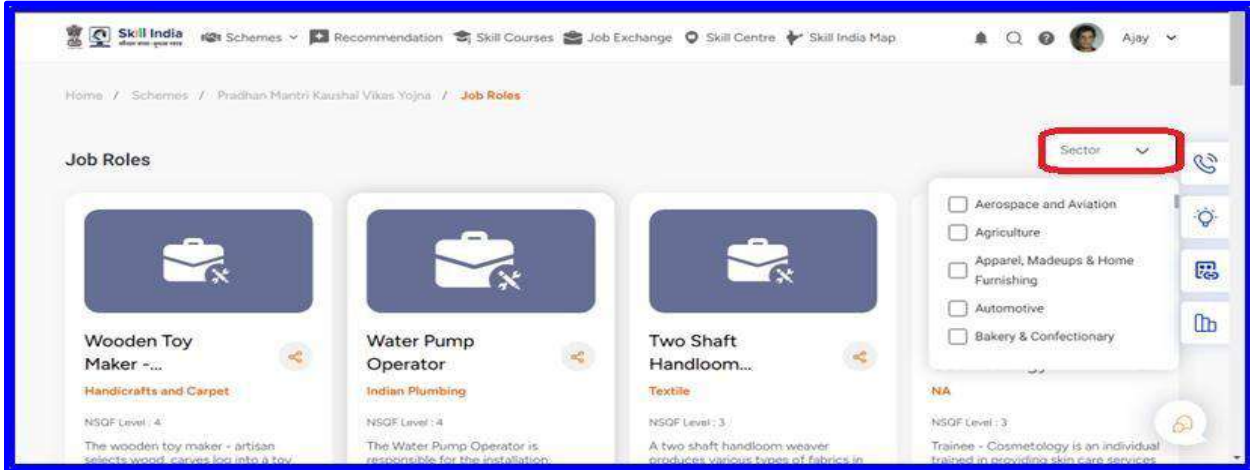 Skill India
Schemes
Recommendation
Skill Courses
Job Exchange
Skill Centre
Skill India Map
Ajay
Home / Schemes / Pradhan Mantri Kaushal Vikas Yojna / Job Roles
Job Roles
Sector
Aerospace and Aviation
Agriculture
Apparel, Madeups & Home
Furnishing
Automotive
Bakery & Confectionary
Wooden Toy
Maker -...
Handicrafts and Carpet
NSQF Level : 4
The wooden toy maker - artisan
selects wood, carves log into a toy
Water Pump
Operator
Indian Plumbing
NSQF Level : 4
The Water Pump Operator is
responsible for the installation,
Two Shaft
Handloom...
Textile
NSQF Level : 3
A two shaft handloom weaver
produces various types of fabrics in
NA
NSQF Level : 3
Trainee - Cosmetology is an individual
trained in providing skin care services